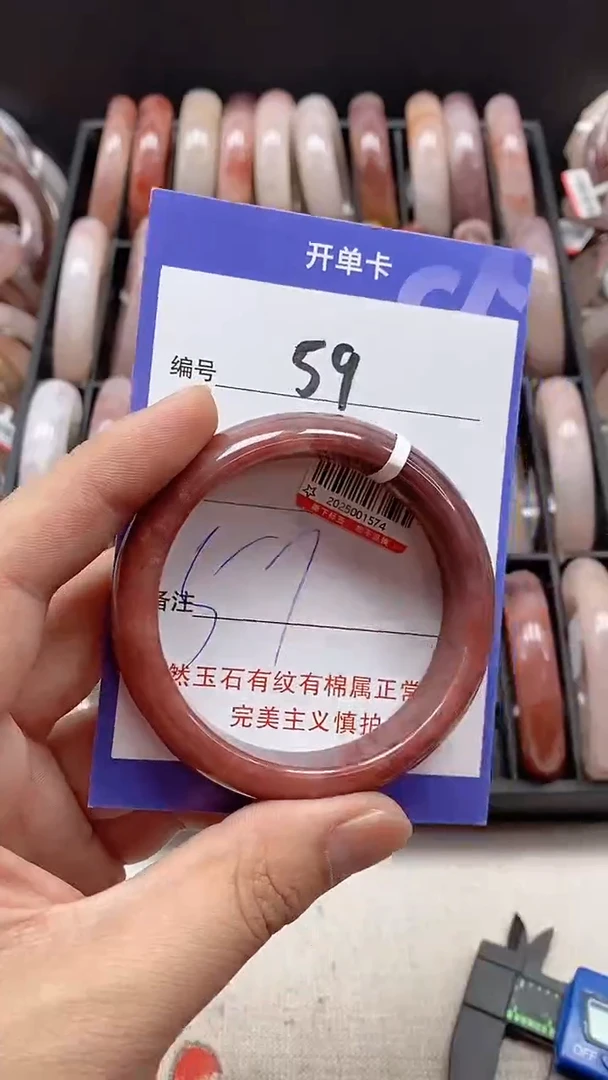 开单卡
编号 59
2025001574
57
备注
然玉石有纹有棉属正常
完美主义慎拍
OFF